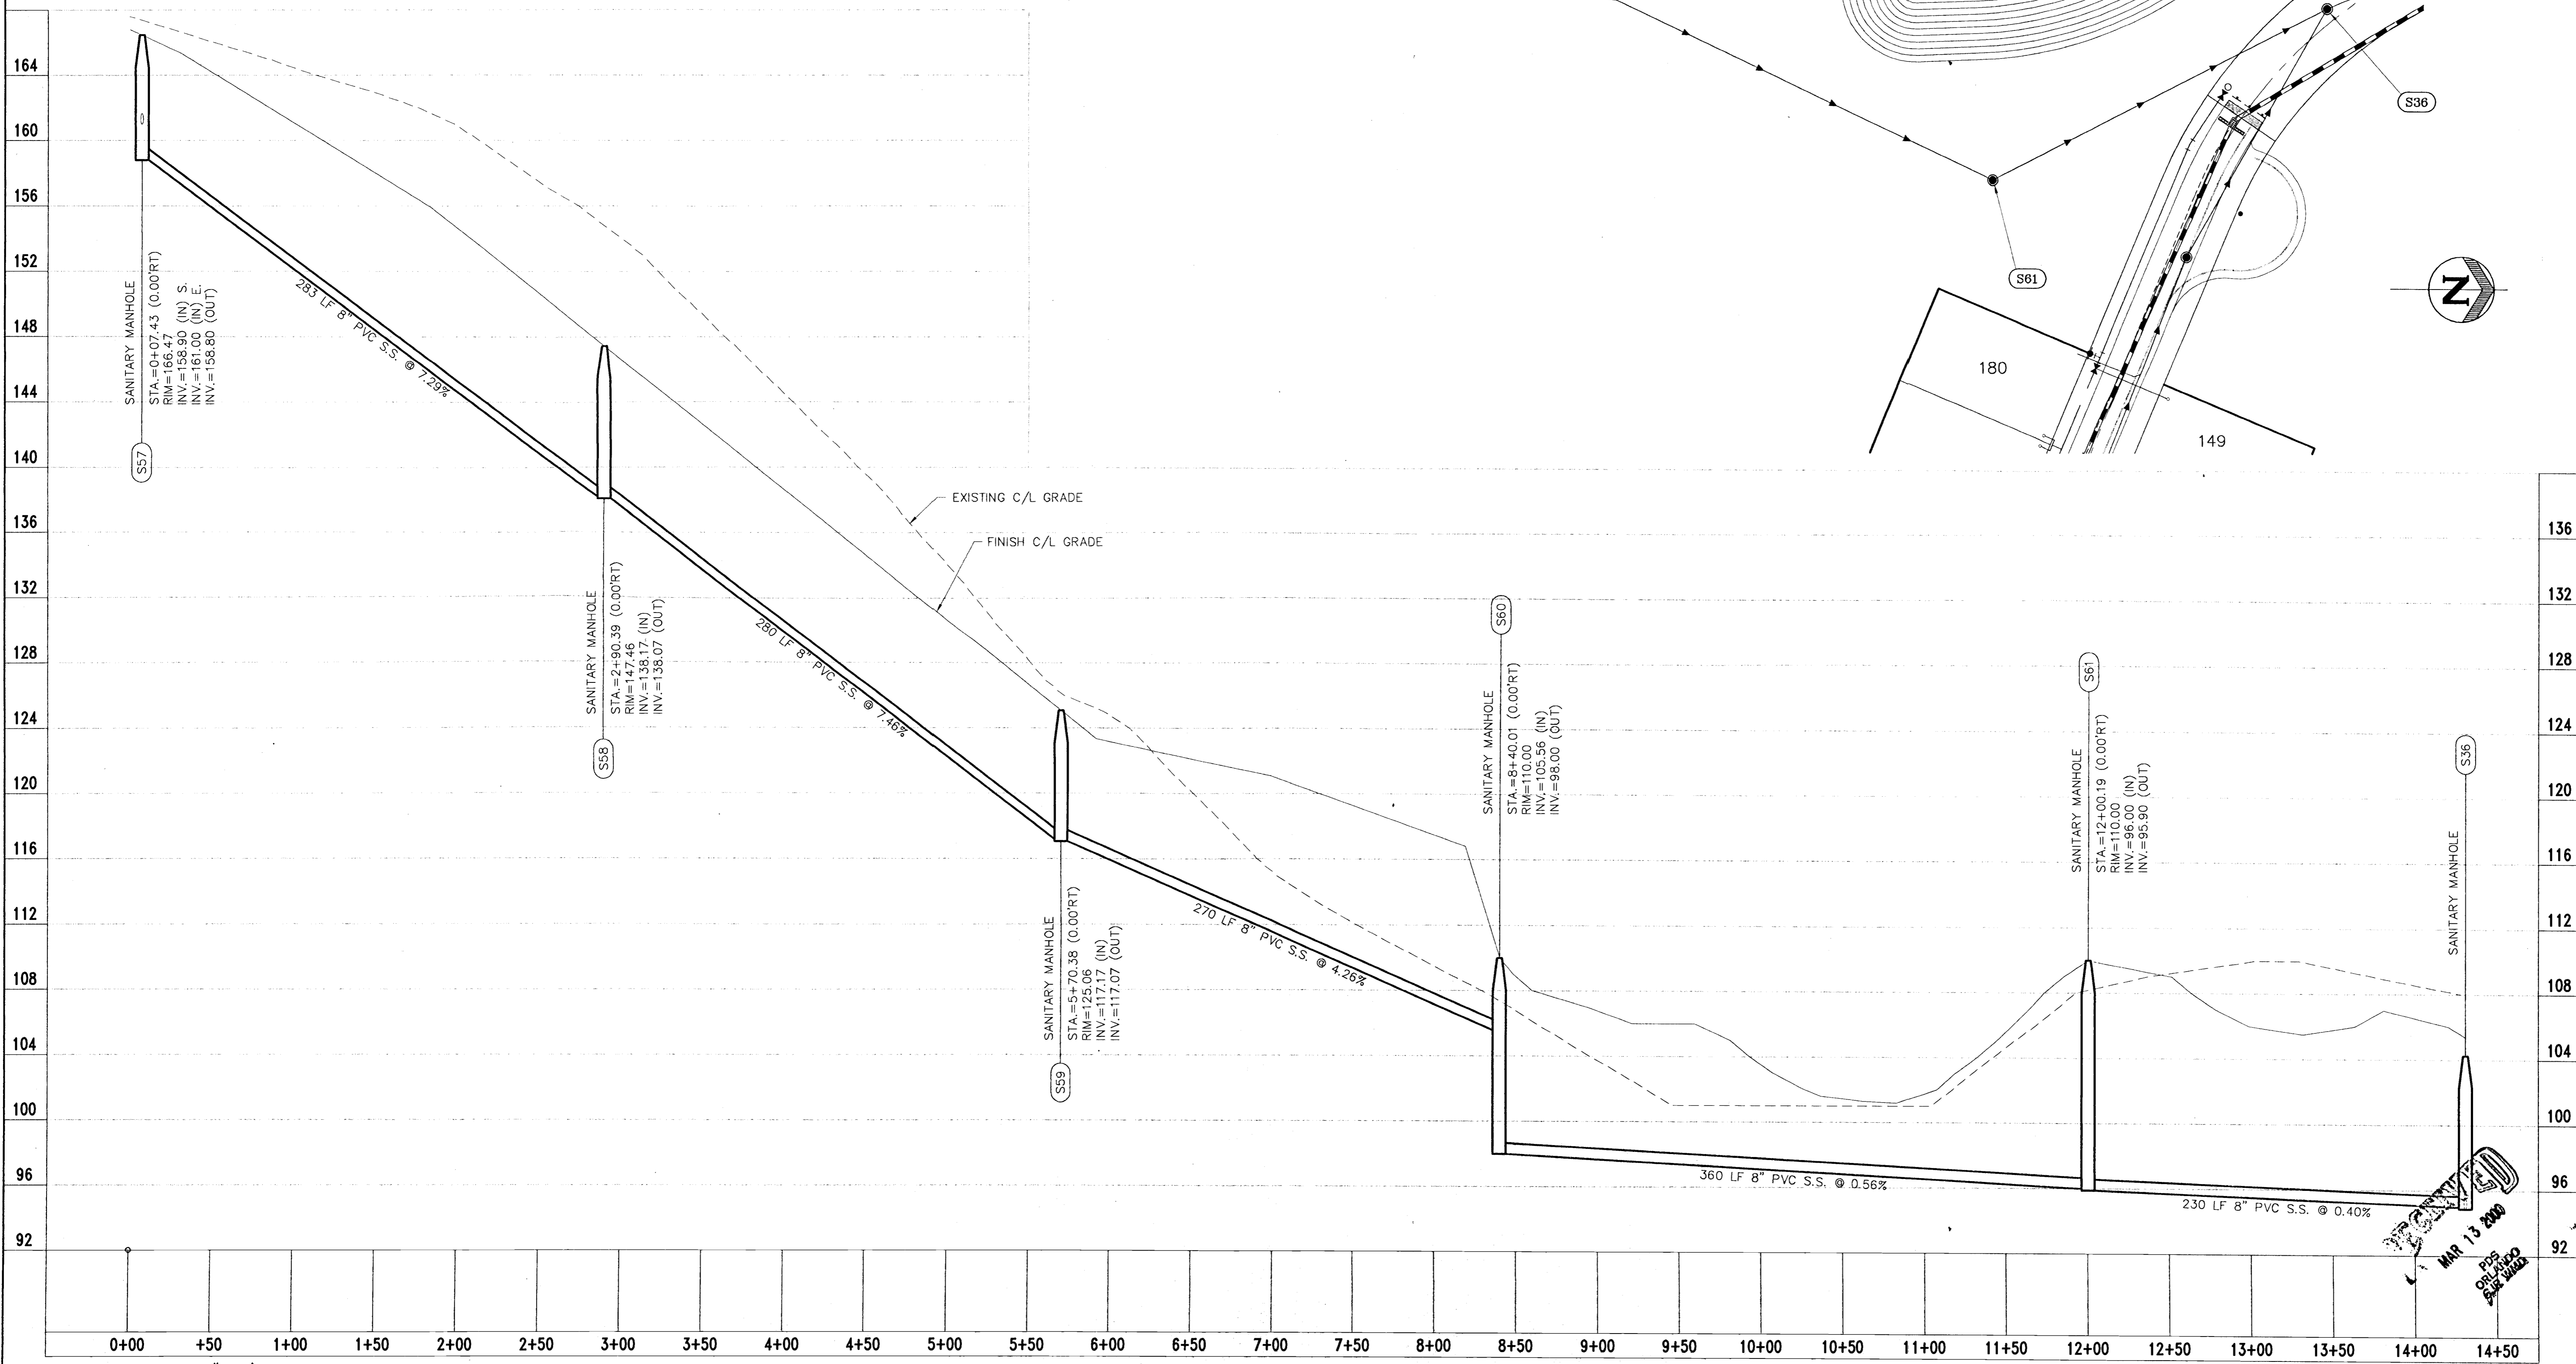 164
160
156
152
148
144
140
136
132
128
124
120
116
112
108
104
100
96
92
SANITARY MANHOLE
STA.=0+07.43 (0.00'RT)
RIM=166.47
INV.=158.90 (IN) S.
INV.=161.00 (IN) E.
INV.=158.80 (OUT)
S57
283 LF 8" PVC S.S. @ 7.29%
SANITARY MANHOLE
STA.=2+90.39 (0.00'RT)
RIM=147.46
INV.=138.17 (IN)
INV.=138.07 (OUT)
S58
280 LF 8" PVC S.S. @ 7.46%
EXISTING C/L GRADE
FINISH C/L GRADE
SANITARY MANHOLE
STA.=5+70.38 (0.00'RT)
RIM=125.06
INV.=117.17 (IN)
INV.=117.07 (OUT)
S59
270 LF 8" PVC S.S. @ 4.26%
S60
SANITARY MANHOLE
STA.=8+40.01 (0.00'RT)
RIM=110.00
INV.=105.56 (IN)
INV.=98.00 (OUT)
360 LF 8" PVC S.S. @ 0.56%
S61
SANITARY MANHOLE
STA.=12+00.19 (0.00'RT)
RIM=110.00
INV.=96.00 (IN)
INV.=95.90 (OUT)
230 LF 8" PVC S.S. @ 0.40%
S36
SANITARY MANHOLE
S36
S61
N
180
149
136
132
128
124
120
116
112
108
104
100
96
92
RECEIVED
MAR 13 2000
PDS
ORLANDO
0+00 +50 1+00 1+50 2+00 2+50 3+00 3+50 4+00 4+50 5+00 5+50 6+00 6+50 7+00 7+50 8+00 8+50 9+00 9+50 10+00 10+50 11+00 11+50 12+00 12+50 13+00 13+50 14+00 14+50